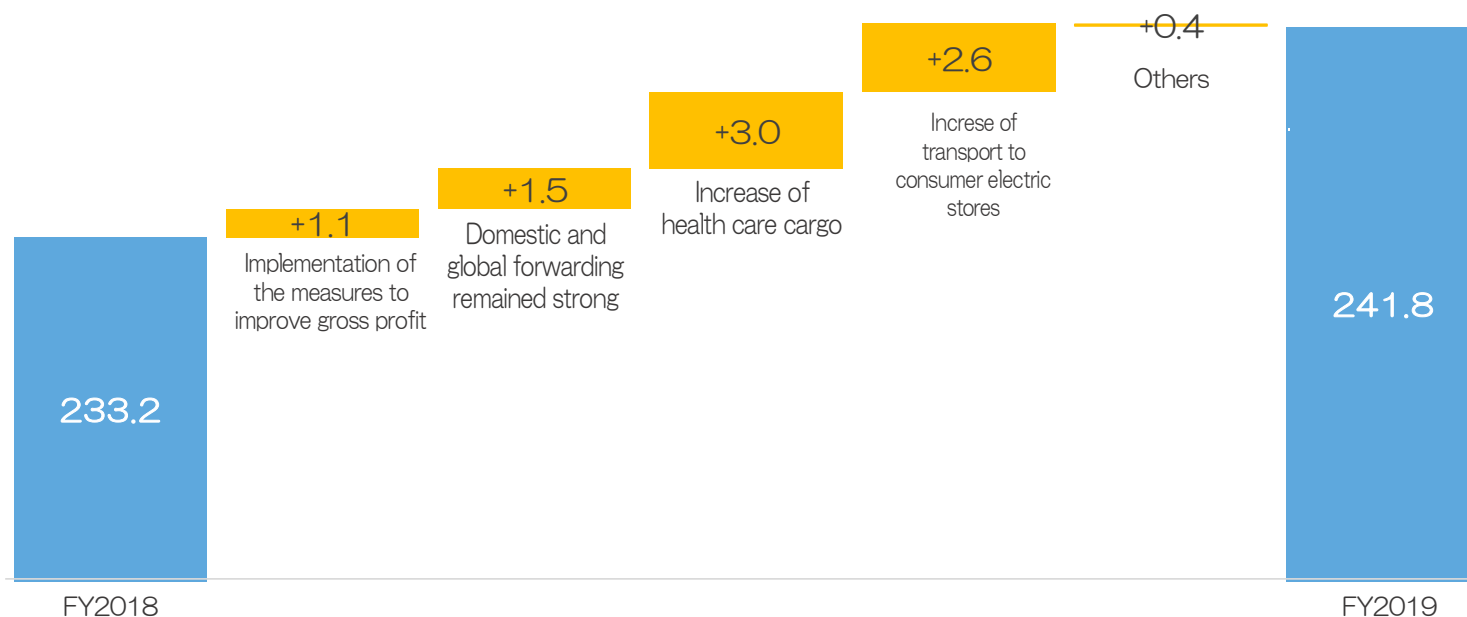 +1.1
Implementation of
the measures to
improve gross profit
+1.5
Domestic and
global forwarding
remained strong
+3.0
Increase of
health care cargo
+2.6
Increse of
transport to
consumer electric
stores
+0.4
Others
233.2
241.8
FY2018
FY2019